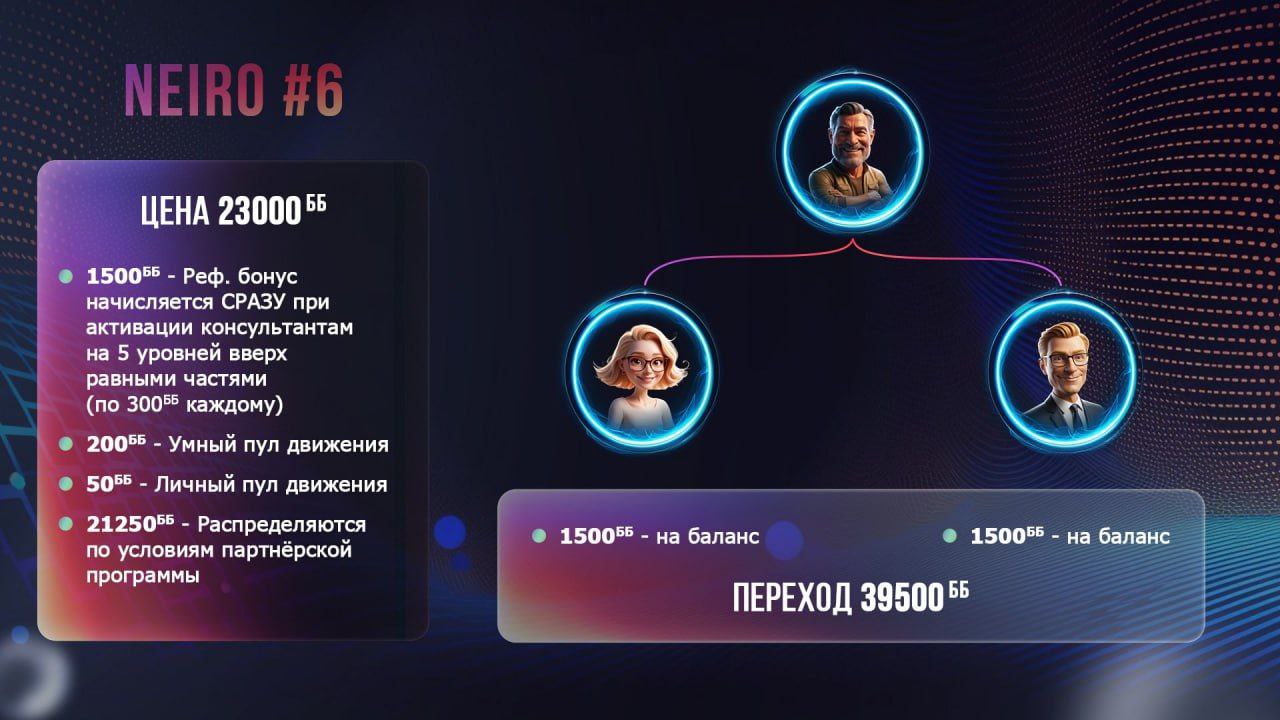 NEIRO #6
ЦЕНА 23000ББ
1500ББ - Реф. бонус
начисляется СРАЗУ при
активации консультантам
на 5 уровней вверх
равными частями
(по 300ББ каждому)
200ББ - Умный пул движения
50ББ - Личный пул движения
21250ББ - Распределяются
по условиям партнёрской
программы
1500ББ - на баланс
1500ББ - на баланс
ПЕРЕХОД 39500ББ